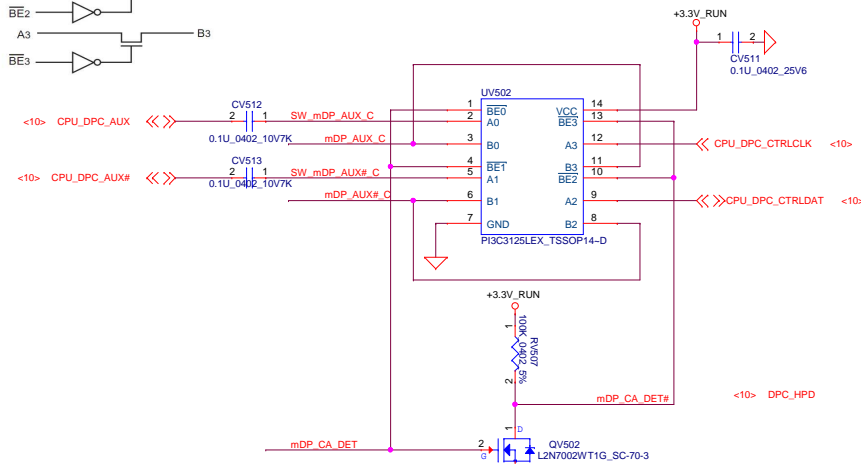 BE2
A3 B3
BE3
+3.3V_RUN
1 2
CV511
0.1U_0402_25V6
UV502
<10> CPU_DPC_AUX
CV512
2 1
0.1U_0402_10V7K
SW_mDP_AUX_C
mDP_AUX_C
<10> CPU_DPC_AUX#
CV513
2 1
0.1U_0402_10V7K
SW_mDP_AUX#_C
mDP_AUX#_C
1 BE0 VCC 14
2 A0 BE3 13
3 B0 A3 12
4 BE1 B3 11
5 A1 BE2 10
6 B1 A2 9
7 GND B2 8
PI3C3125LEX_TSSOP14~D
CPU_DPC_CTRLCLK <10>
CPU_DPC_CTRLDAT <10>
+3.3V_RUN
1
RV507
100K_0402_5%
2
mDP_CA_DET#
<10> DPC_HPD
mDP_CA_DET
1 D
2 G
QV502
L2N7002WT1G_SC-70-3